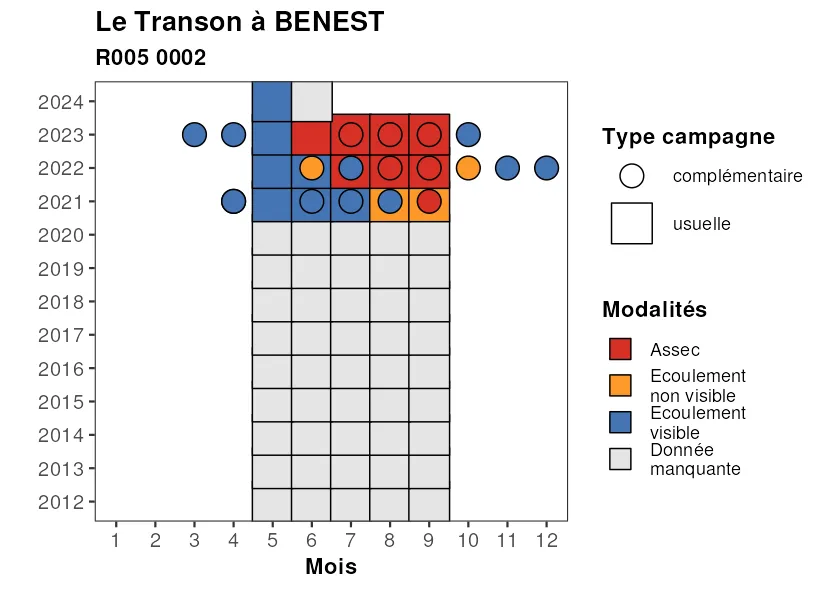 Le Transon à BENEST
R005 0002
2024
2023
2022
2021
2020
2019
2018
2017
2016
2015
2014
2013
2012
1 2 3 4 5 6 7 8 9 10 11 12
Mois
Type campagne
complémentaire
usuelle
Modalités
Assec
Ecoulement
non visible
Ecoulement
visible
Donnée
manquante